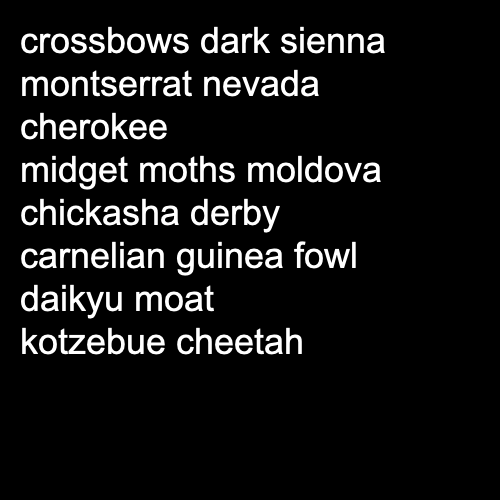 crossbows dark sienna
montserrat nevada
cherokee
midget moths moldova
chickasha derby
carnelian guinea fowl
daikyu moat
kotzebue cheetah